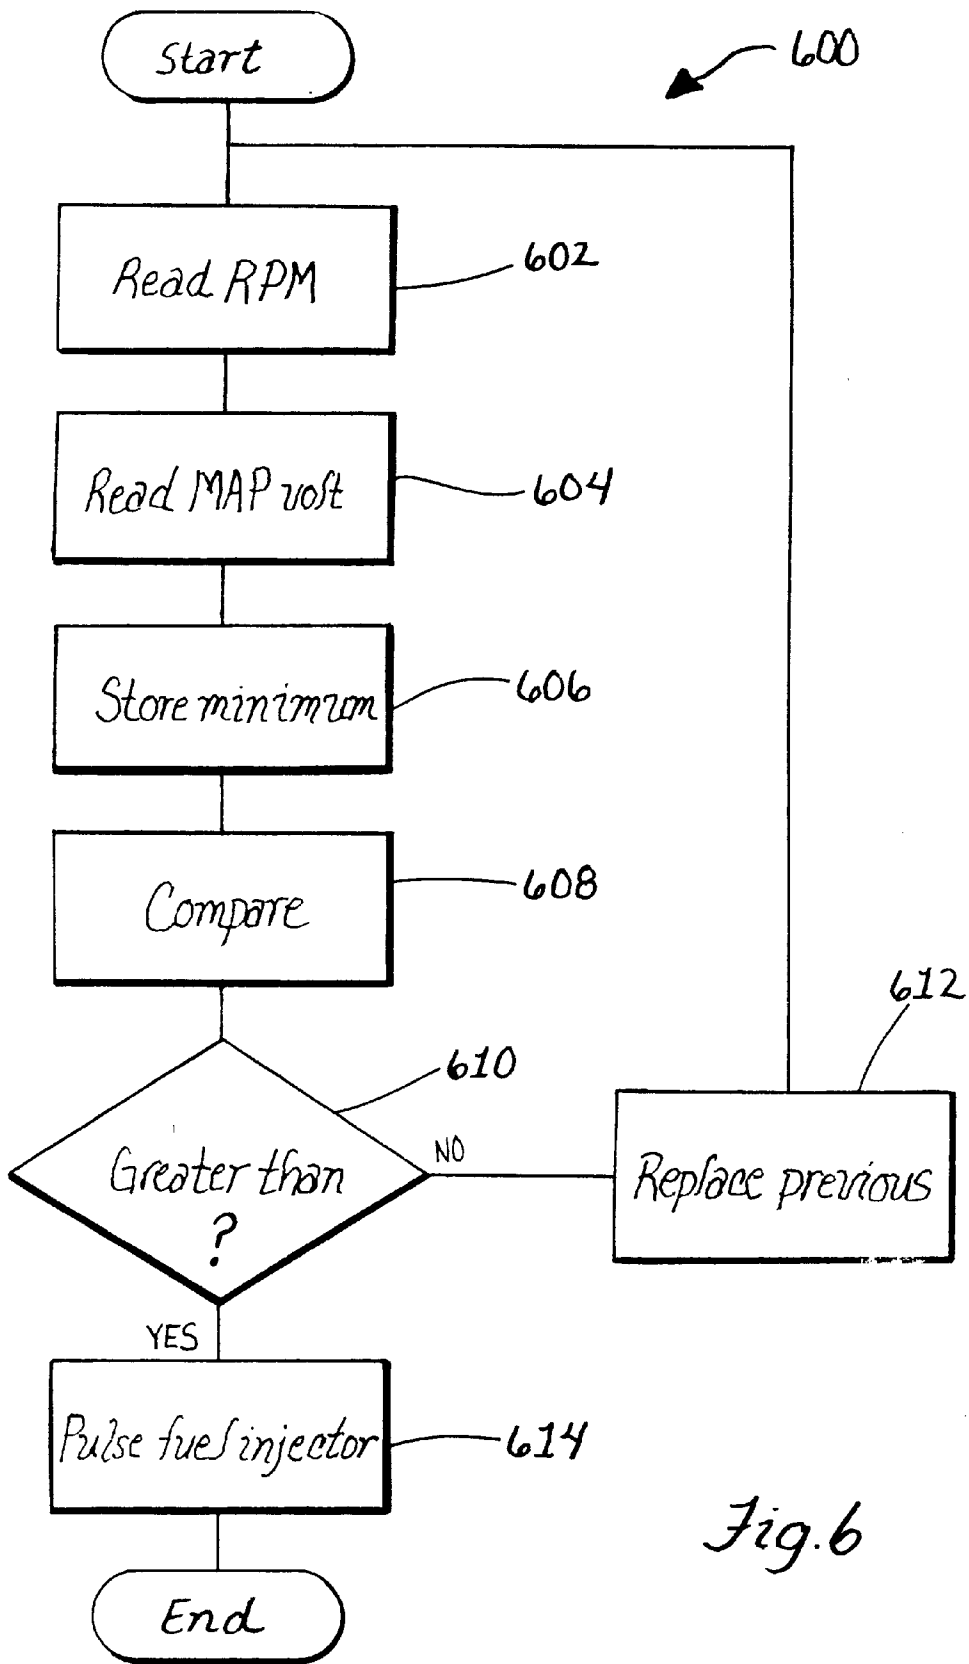 Start
600
Read RPM
602
Read MAP volt
604
Store minimum
606
Compare
608
612
610
Greater than
?
NO
Replace previous
YES
Pulse fuel injector
614
Fig.6
End